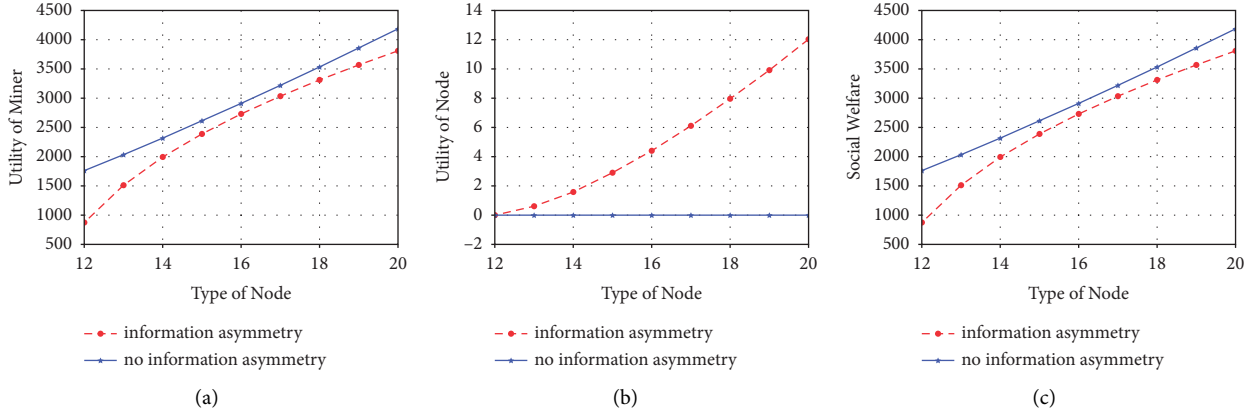 4500
4000
3500
3000
2500
2000
1500
1000
500
Utility of Miner
12 14 16 18 20
Type of Node
information asymmetry
no information asymmetry
(a)
14
12
10
8
6
4
2
0
–2
Utility of Node
12 14 16 18 20
Type of Node
information asymmetry
no information asymmetry
(b)
4500
4000
3500
3000
2500
2000
1500
1000
500
Social Welfare
12 14 16 18 20
Type of Node
information asymmetry
no information asymmetry
(c)